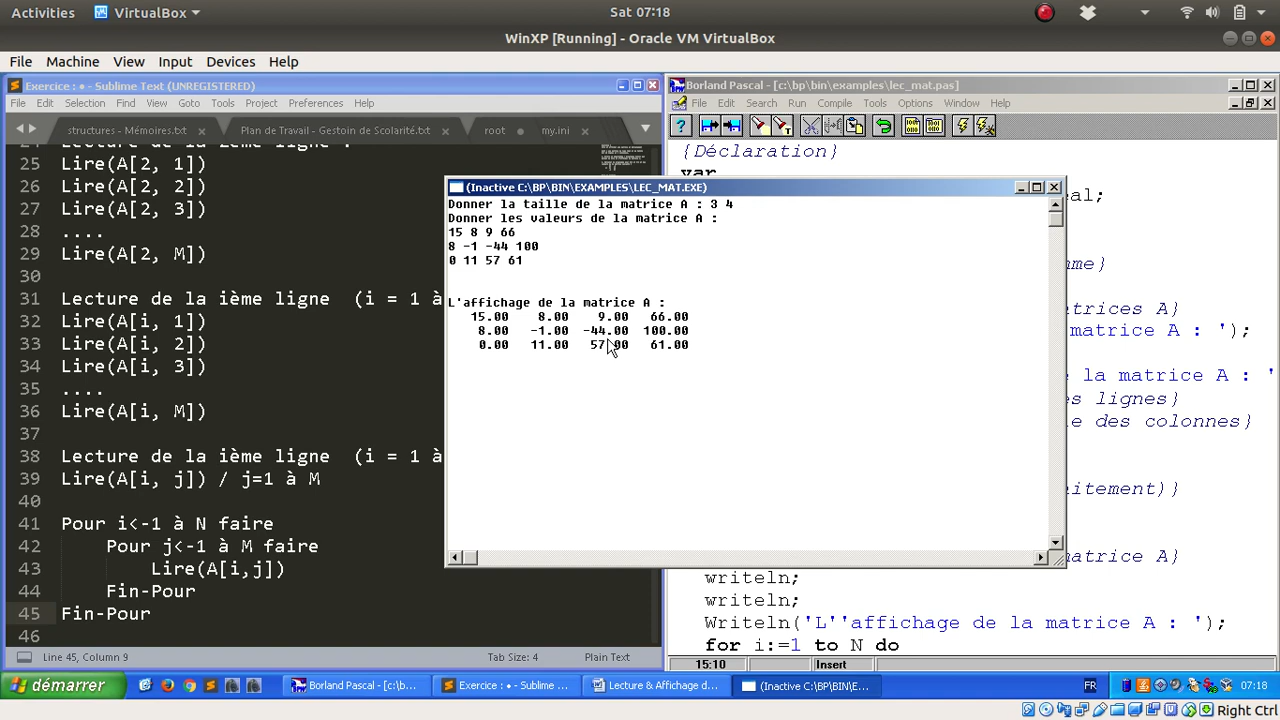 Activities VirtualBox Sat 07:18
WinXP [Running] - Oracle VM VirtualBox
File Machine View Input Devices Help
Exercice : • - Sublime Text (UNREGISTERED)
File Edit Selection Find View Goto Tools Project Preferences Help
structures - Mémoires.txt Plan de Travail - Gestoin de Scolarité.txt root my.ini
25 Lire(A[2, 1])
26 Lire(A[2, 2])
27 Lire(A[2, 3])
28 ....
29 Lire(A[2, M])
30
31 Lecture de la ième ligne (i = 1 à
32 Lire(A[i, 1])
33 Lire(A[i, 2])
34 Lire(A[i, 3])
35 ....
36 Lire(A[i, M])
37
38 Lecture de la ième ligne (i = 1 à
39 Lire(A[i, j]) / j=1 à M
40
41 Pour i<-1 à N faire
42 Pour j<-1 à M faire
43 Lire(A[i,j])
44 Fin-Pour
45 Fin-Pour
46
Line 45, Column 9 Tab Size: 4 Plain Text
(Inactive C:\BP\BIN\EXAMPLES\LEC_MAT.EXE)
Donner la taille de la matrice A : 3 4
Donner les valeurs de la matrice A :
15 8 9 66
8 -1 -44 100
0 11 57 61
L'affichage de la matrice A :
15.00 8.00 9.00 66.00
8.00 -1.00 -44.00 100.00
0.00 11.00 57.00 61.00
Borland Pascal - [c:\bp\bin\examples\lec_mat.pas]
File Edit Search Run Compile Tools Options Window Help
{Déclaration}
var
al;
me}
atrices A}
matrice A : ');
la matrice A : '
es lignes}
e des colonnes}
itement)}
atrice A}
writeln;
writeln;
Writeln('L''affichage de la matrice A : ');
for i:=1 to N do
15:10 Insert
démarrer Borland Pascal - [c:\b... Exercice : • - Sublime ... Lecture & Affichage d... (Inactive C:\BP\BIN\E... FR 07:18
Right Ctrl